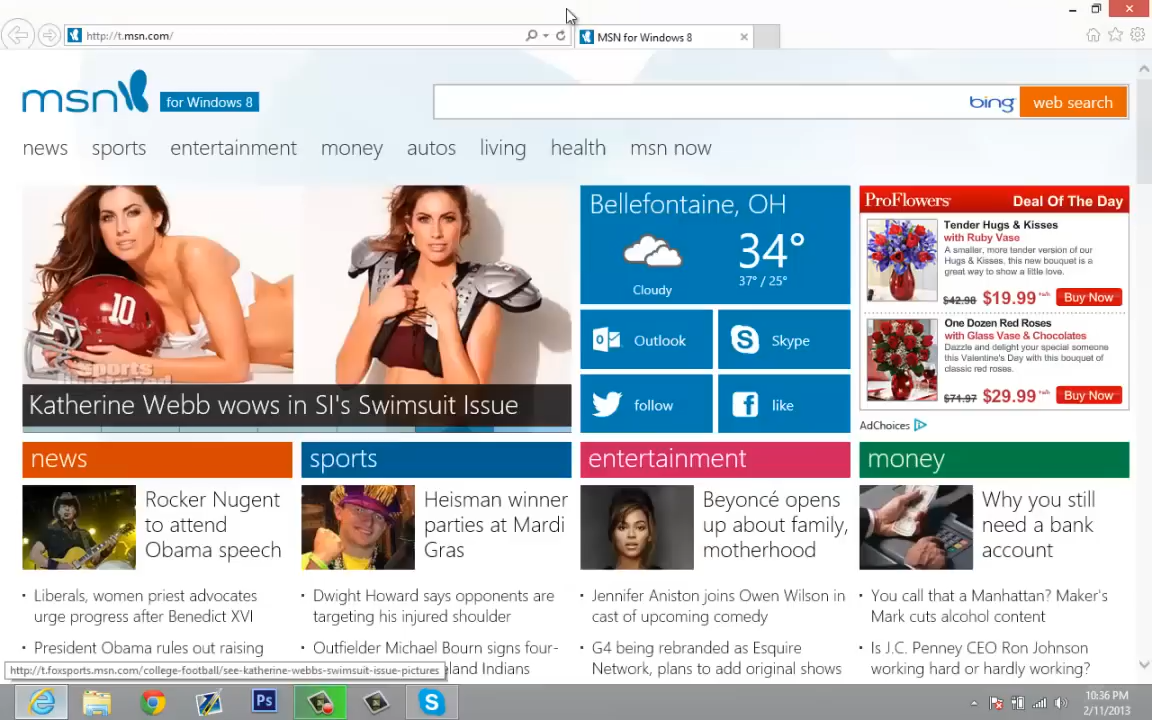 http://t.msn.com/
MSN for Windows 8
msn
for Windows 8
bing
web search
news
sports
entertainment
money
autos
living
health
msn now
10
Sports
Illustrated
Katherine Webb wows in SI's Swimsuit Issue
Bellefontaine, OH
34°
37° / 25°
Cloudy
Outlook
Skype
follow
like
ProFlowers
Deal Of The Day
Tender Hugs & Kisses
with Ruby Vase
A smaller, more tender version of our
Hugs & Kisses, this new bouquet is a
great way to show a little love.
$42.98 $19.99
Buy Now
One Dozen Red Roses
with Glass Vase & Chocolates
Dazzle and delight your special someone
this Valentine's Day with this bouquet of
classic red roses.
$71.97 $29.99
Buy Now
AdChoices
news
Rocker Nugent
to attend
Obama speech
Liberals, women priest advocates
urge progress after Benedict XVI
President Obama rules out raising
sports
Heisman winner
parties at Mardi
Gras
Dwight Howard says opponents are
targeting his injured shoulder
Outfielder Michael Bourn signs four-
eland Indians
entertainment
Beyoncé opens
up about family,
motherhood
Jennifer Aniston joins Owen Wilson in
cast of upcoming comedy
G4 being rebranded as Esquire
Network, plans to add original shows
money
Why you still
need a bank
account
You call that a Manhattan? Maker's
Mark cuts alcohol content
Is J.C. Penney CEO Ron Johnson
working hard or hardly working?
http://t.foxsports.msn.com/college-football/see-katherine-webbs-swimsuit-issue-pictures
Ps
10:36 PM
2/11/2013